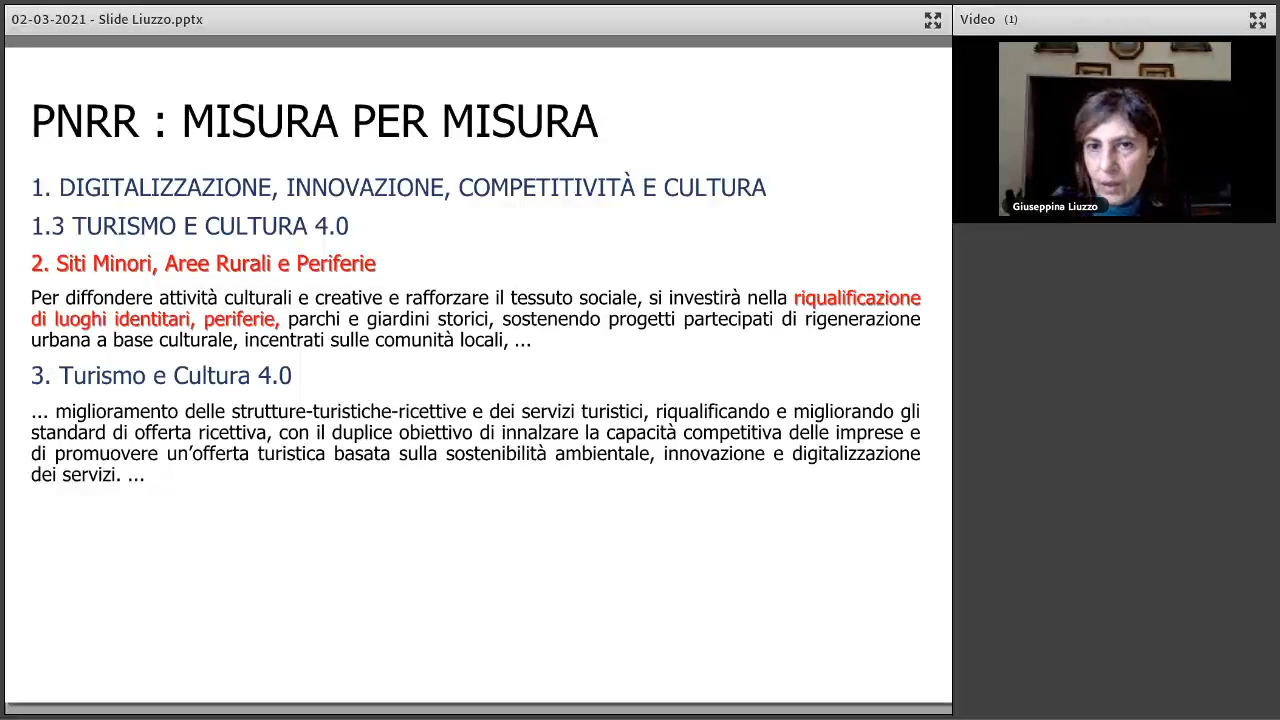 02-03-2021 - Slide Liuzzo.pptx
Video (1)
PNRR : MISURA PER MISURA
1. DIGITALIZZAZIONE, INNOVAZIONE, COMPETITIVITÀ E CULTURA
1.3 TURISMO E CULTURA 4.0
2. Siti Minori, Aree Rurali e Periferie
Per diffondere attività culturali e creative e rafforzare il tessuto sociale, si investirà nella riqualificazione
di luoghi identitari, periferie, parchi e giardini storici, sostenendo progetti partecipati di rigenerazione
urbana a base culturale, incentrati sulle comunità locali, ...
3. Turismo e Cultura 4.0
... miglioramento delle strutture-turistiche-ricettive e dei servizi turistici, riqualificando e migliorando gli
standard di offerta ricettiva, con il duplice obiettivo di innalzare la capacità competitiva delle imprese e
di promuovere un’offerta turistica basata sulla sostenibilità ambientale, innovazione e digitalizzazione
dei servizi. ...
Giuseppina Liuzzo